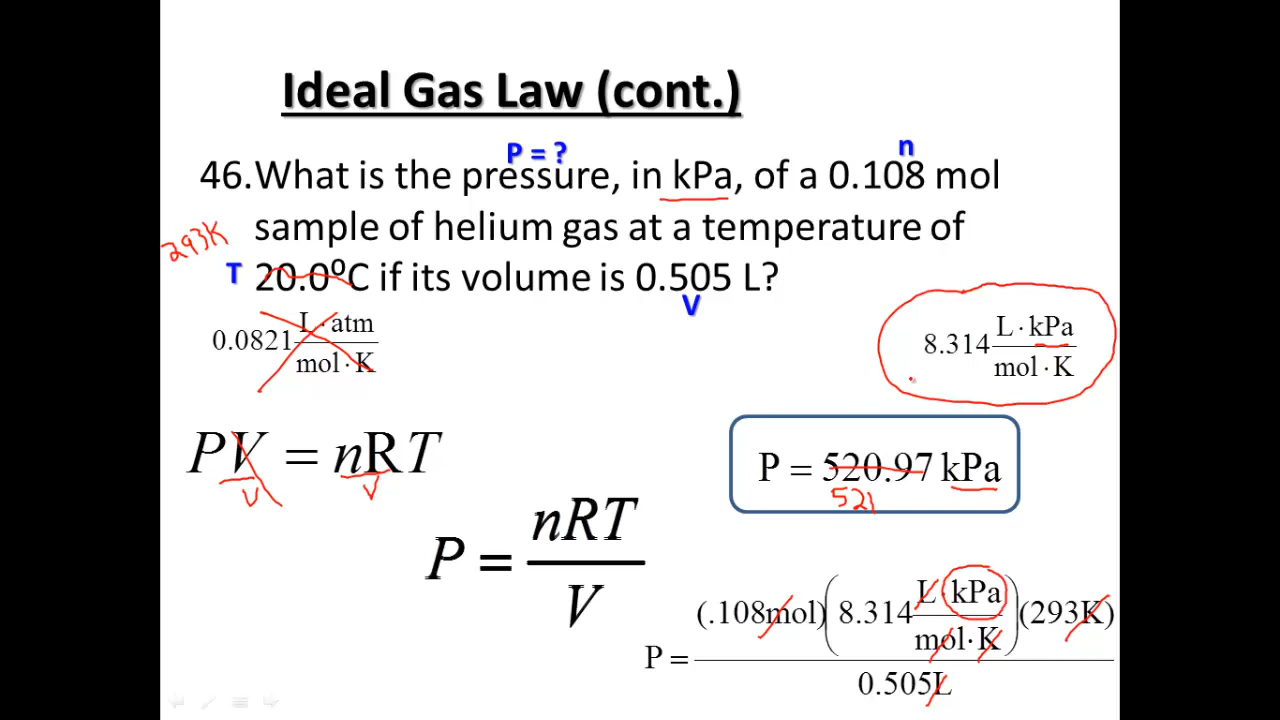 Ideal Gas Law (cont.)
P = ?
n
46. What is the pressure, in kPa, of a 0.108 mol
293K
sample of helium gas at a temperature of
T
20.0⁰C if its volume is 0.505 L?
V
0.0821 L · atm / mol · K
8.314 L · kPa / mol · K
PV = nRT
V V
P = 520.97 kPa
521
P = nRT / V
P = (.108mol)(8.314 L · kPa / mol · K)(293K) / 0.505L